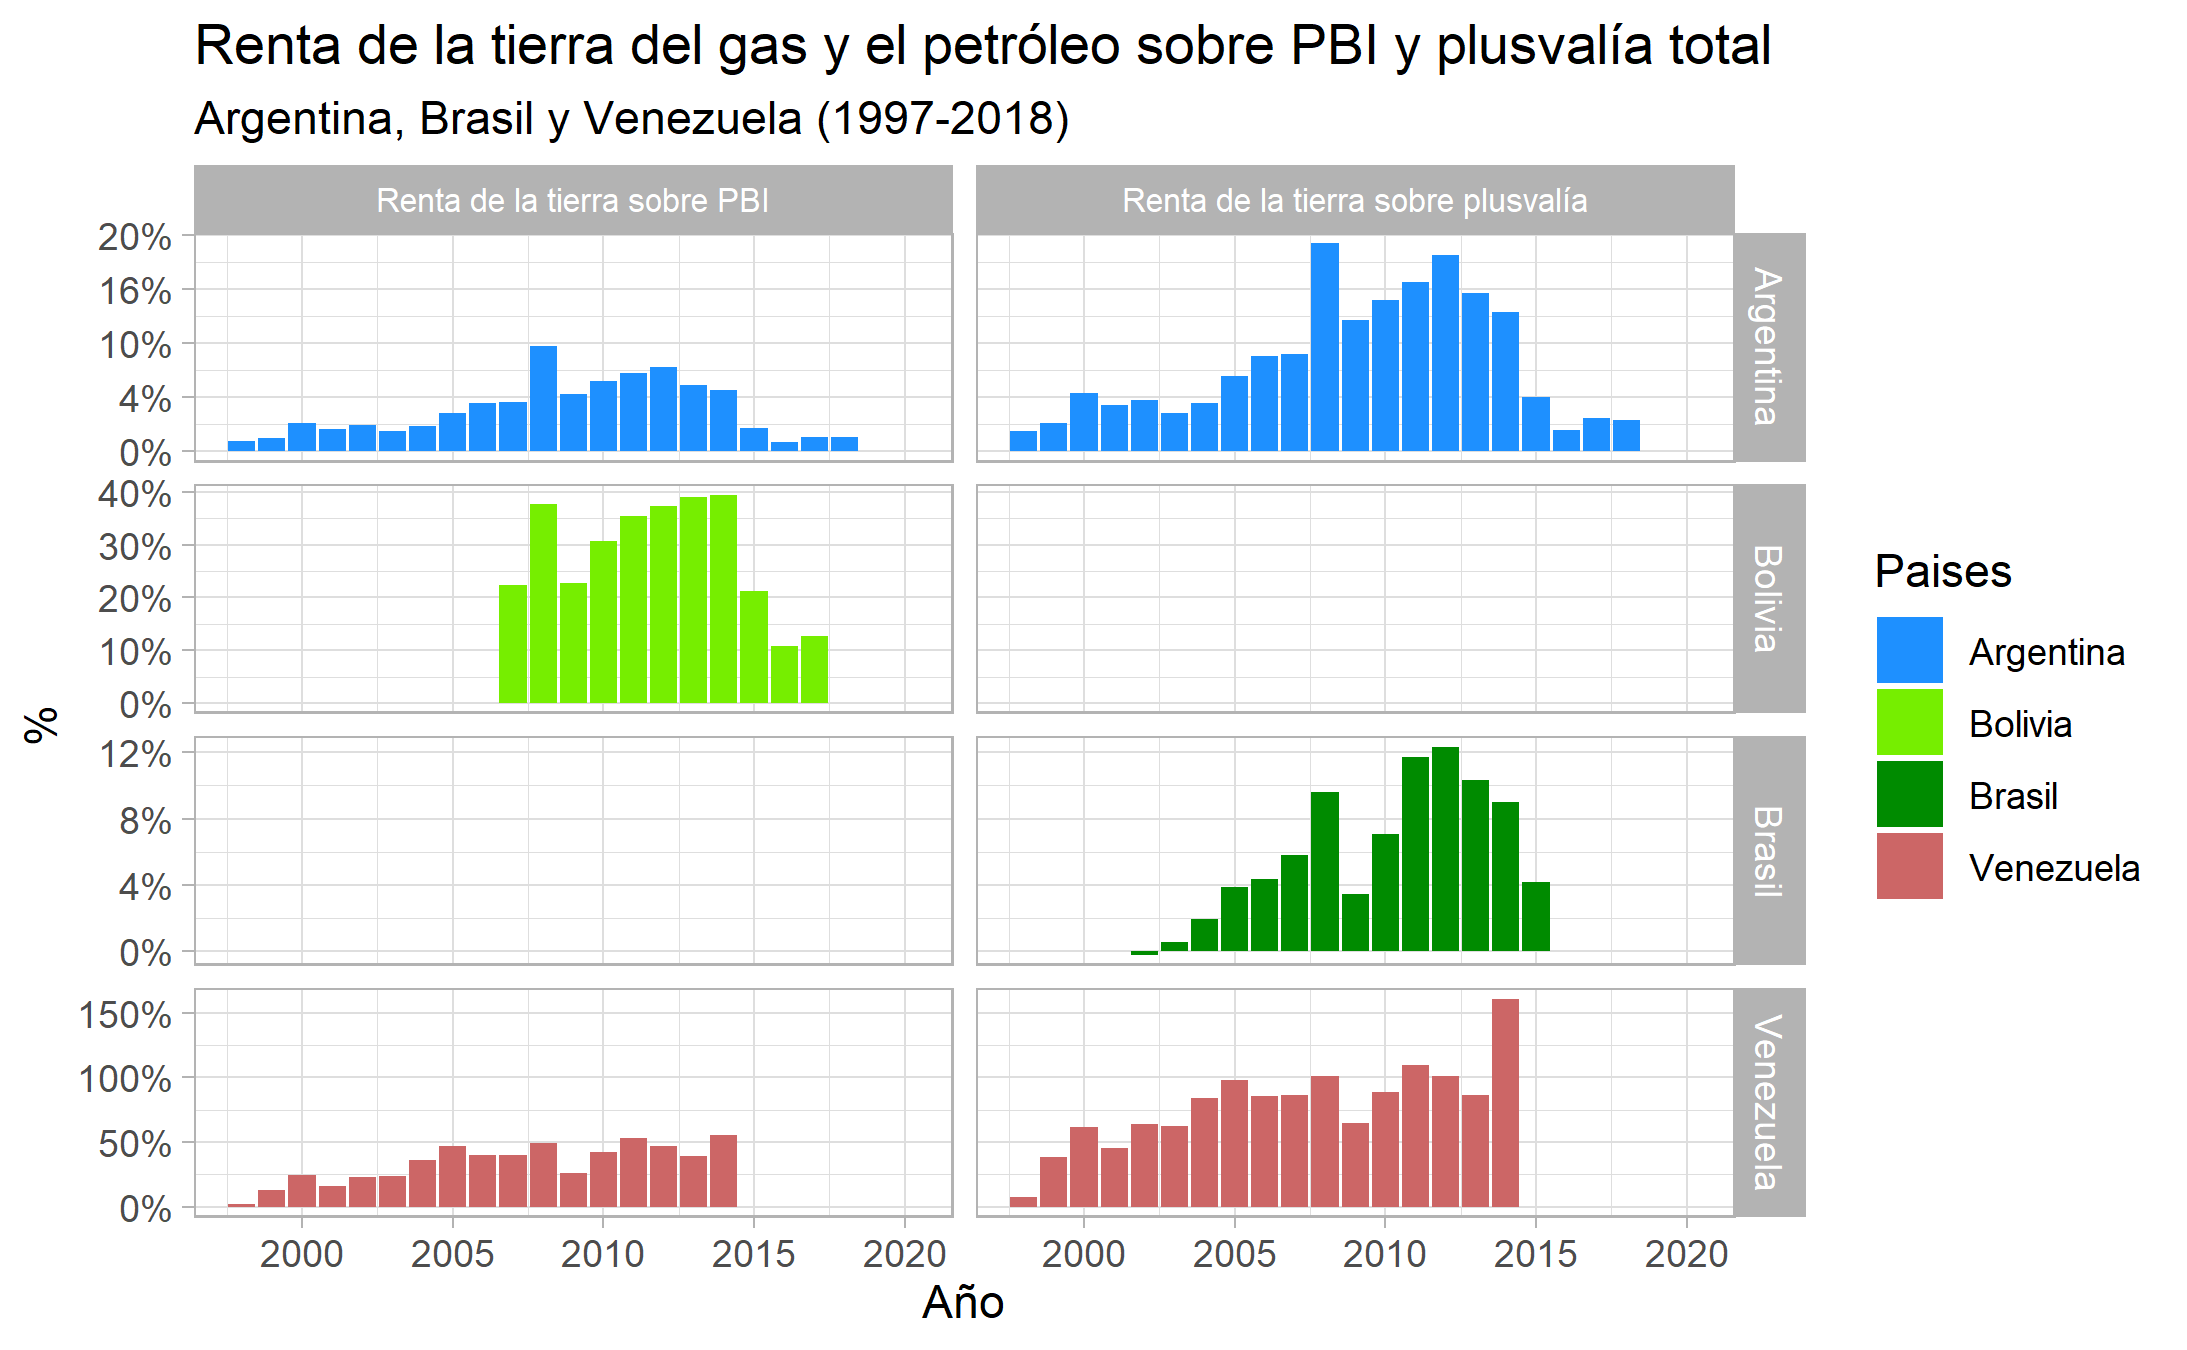 Renta de la tierra del gas y el petróleo sobre PBI y plusvalía total
Argentina, Brasil y Venezuela (1997-2018)
Renta de la tierra sobre PBI
Renta de la tierra sobre plusvalía
20%
16%
10%
4%
0%
Argentina
40%
30%
20%
10%
0%
Bolivia
12%
8%
4%
0%
Brasil
150%
100%
50%
0%
Venezuela
%
2000 2005 2010 2015 2020
2000 2005 2010 2015 2020
Año
Paises
Argentina
Bolivia
Brasil
Venezuela